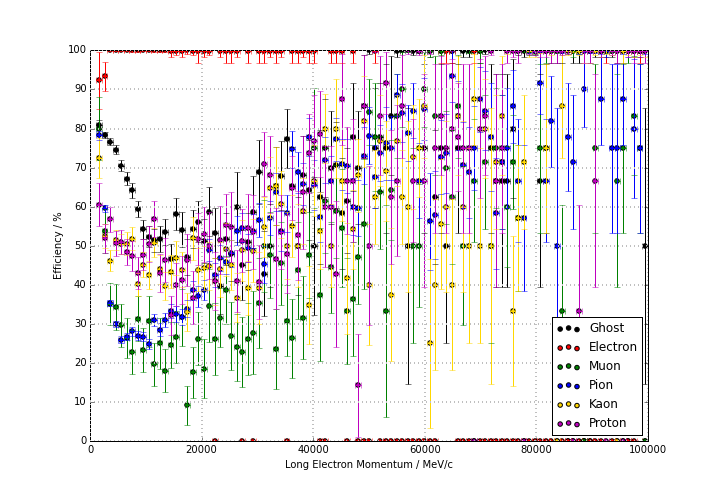 100
90
80
70
60
50
40
30
20
10
0
Efficiency / %
0
20000
40000
60000
80000
100000
Long Electron Momentum / MeV/c
Ghost
Electron
Muon
Pion
Kaon
Proton